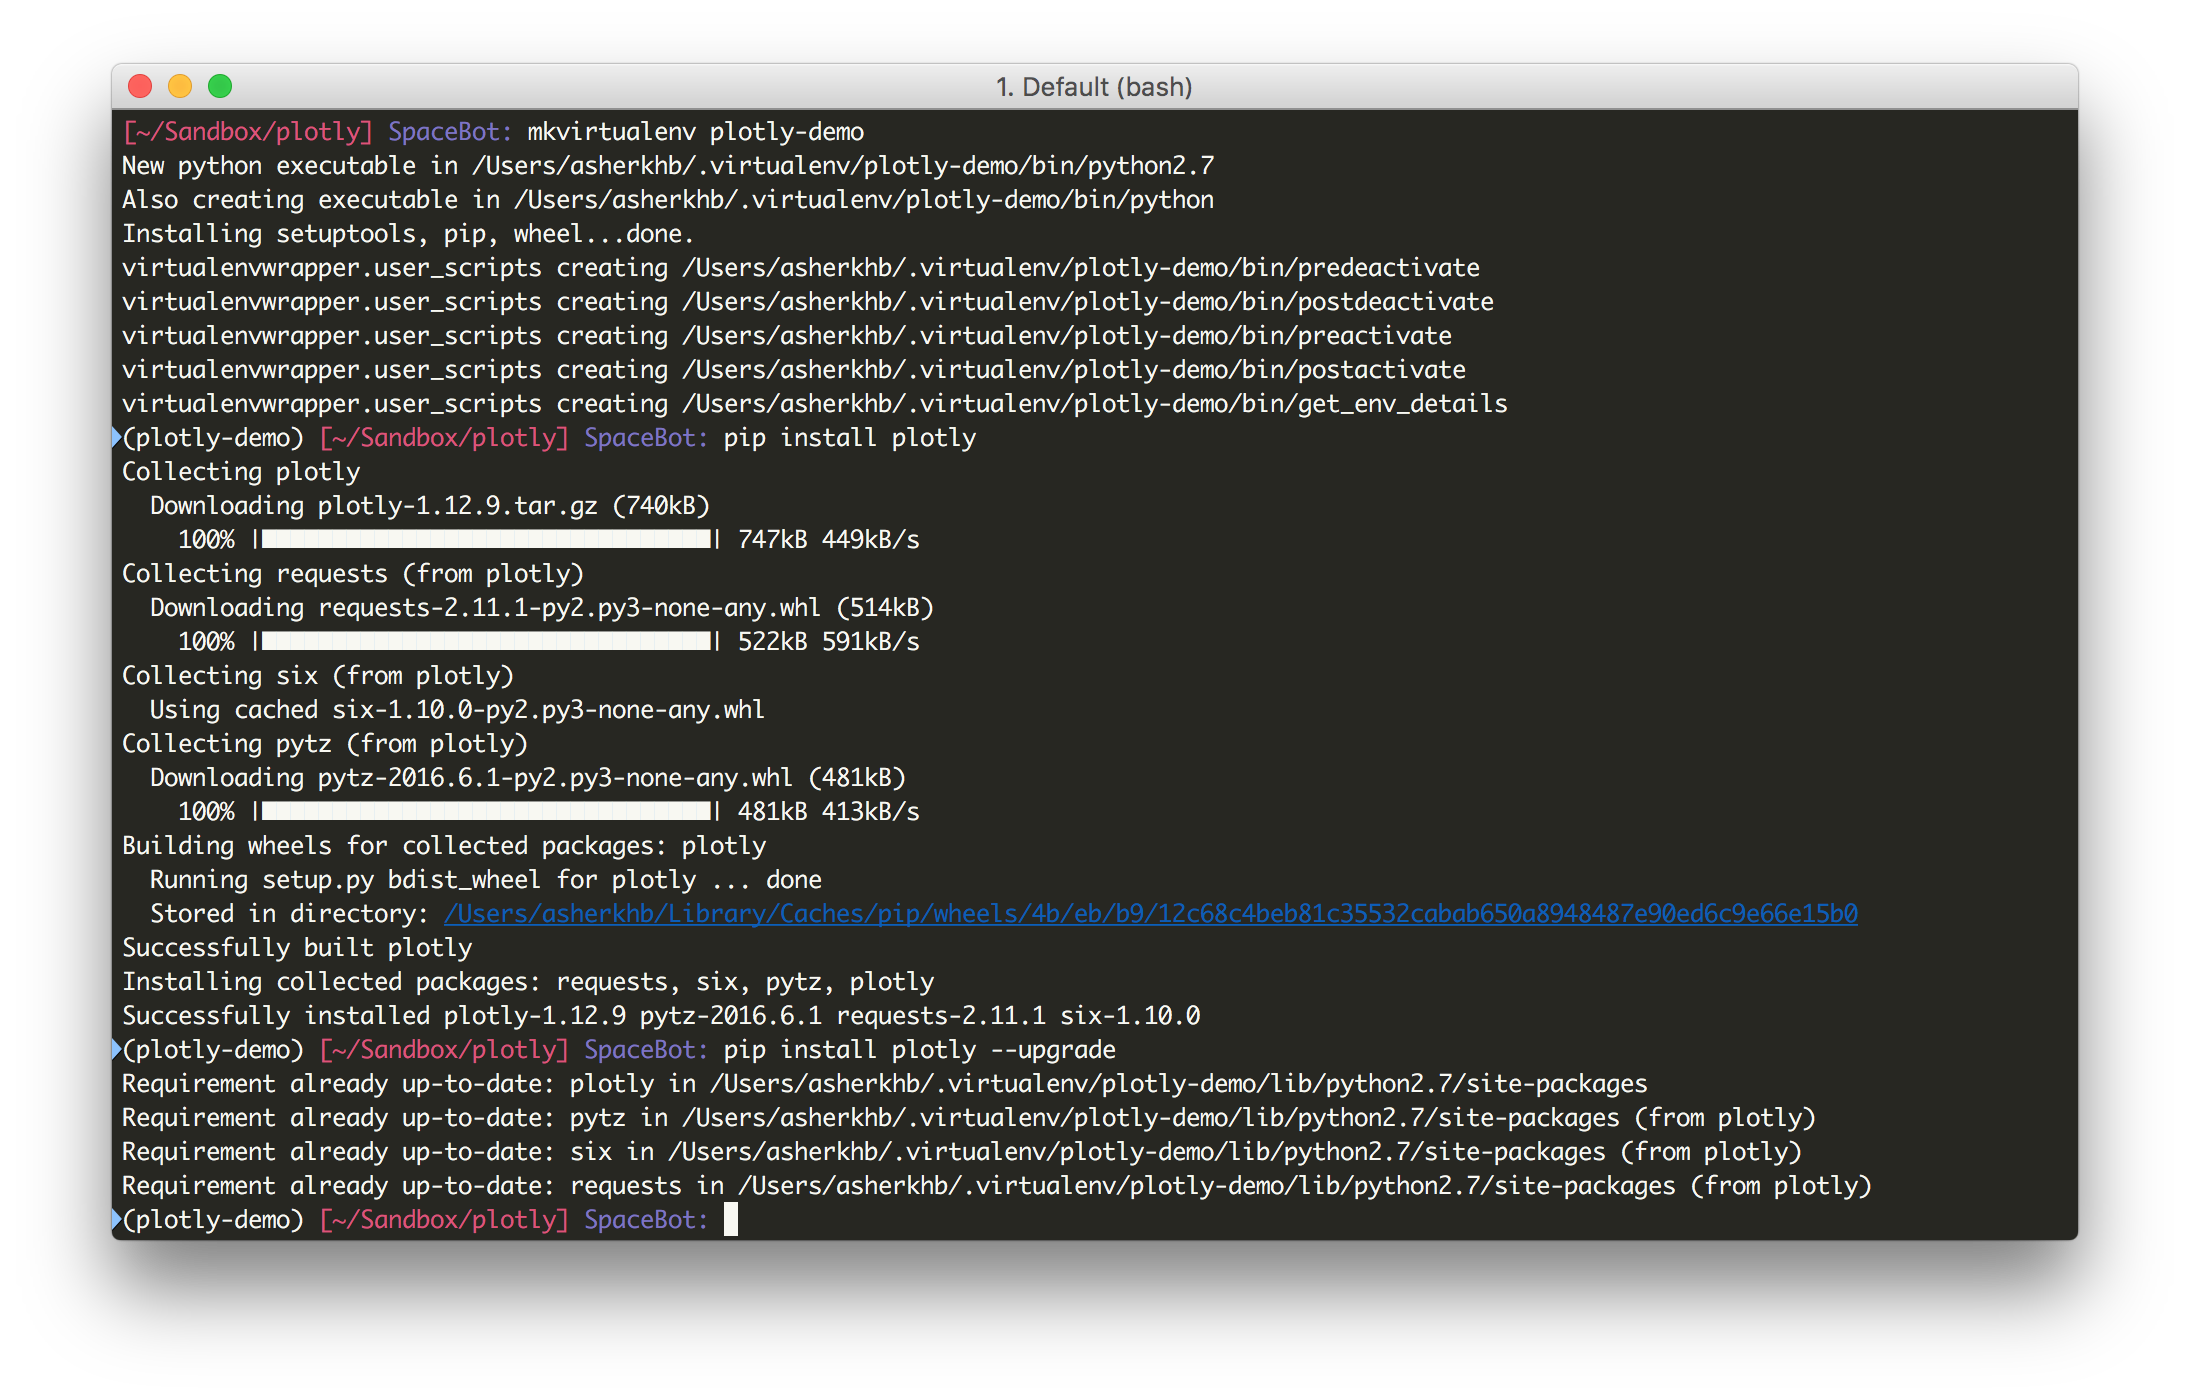 1. Default (bash)
[~/Sandbox/plotly] SpaceBot: mkvirtualenv plotly-demo
New python executable in /Users/asherkhb/.virtualenv/plotly-demo/bin/python2.7
Also creating executable in /Users/asherkhb/.virtualenv/plotly-demo/bin/python
Installing setuptools, pip, wheel...done.
virtualenvwrapper.user_scripts creating /Users/asherkhb/.virtualenv/plotly-demo/bin/predeactivate
virtualenvwrapper.user_scripts creating /Users/asherkhb/.virtualenv/plotly-demo/bin/postdeactivate
virtualenvwrapper.user_scripts creating /Users/asherkhb/.virtualenv/plotly-demo/bin/preactivate
virtualenvwrapper.user_scripts creating /Users/asherkhb/.virtualenv/plotly-demo/bin/postactivate
virtualenvwrapper.user_scripts creating /Users/asherkhb/.virtualenv/plotly-demo/bin/get_env_details
(plotly-demo) [~/Sandbox/plotly] SpaceBot: pip install plotly
Collecting plotly
  Downloading plotly-1.12.9.tar.gz (740kB)
    100% |████████████████████████████████| 747kB 449kB/s
Collecting requests (from plotly)
  Downloading requests-2.11.1-py2.py3-none-any.whl (514kB)
    100% |████████████████████████████████| 522kB 591kB/s
Collecting six (from plotly)
  Using cached six-1.10.0-py2.py3-none-any.whl
Collecting pytz (from plotly)
  Downloading pytz-2016.6.1-py2.py3-none-any.whl (481kB)
    100% |████████████████████████████████| 481kB 413kB/s
Building wheels for collected packages: plotly
  Running setup.py bdist_wheel for plotly ... done
  Stored in directory: /Users/asherkhb/Library/Caches/pip/wheels/4b/eb/b9/12c68c4beb81c35532cabab650a8948487e90ed6c9e66e15b0
Successfully built plotly
Installing collected packages: requests, six, pytz, plotly
Successfully installed plotly-1.12.9 pytz-2016.6.1 requests-2.11.1 six-1.10.0
(plotly-demo) [~/Sandbox/plotly] SpaceBot: pip install plotly --upgrade
Requirement already up-to-date: plotly in /Users/asherkhb/.virtualenv/plotly-demo/lib/python2.7/site-packages
Requirement already up-to-date: pytz in /Users/asherkhb/.virtualenv/plotly-demo/lib/python2.7/site-packages (from plotly)
Requirement already up-to-date: six in /Users/asherkhb/.virtualenv/plotly-demo/lib/python2.7/site-packages (from plotly)
Requirement already up-to-date: requests in /Users/asherkhb/.virtualenv/plotly-demo/lib/python2.7/site-packages (from plotly)
(plotly-demo) [~/Sandbox/plotly] SpaceBot: